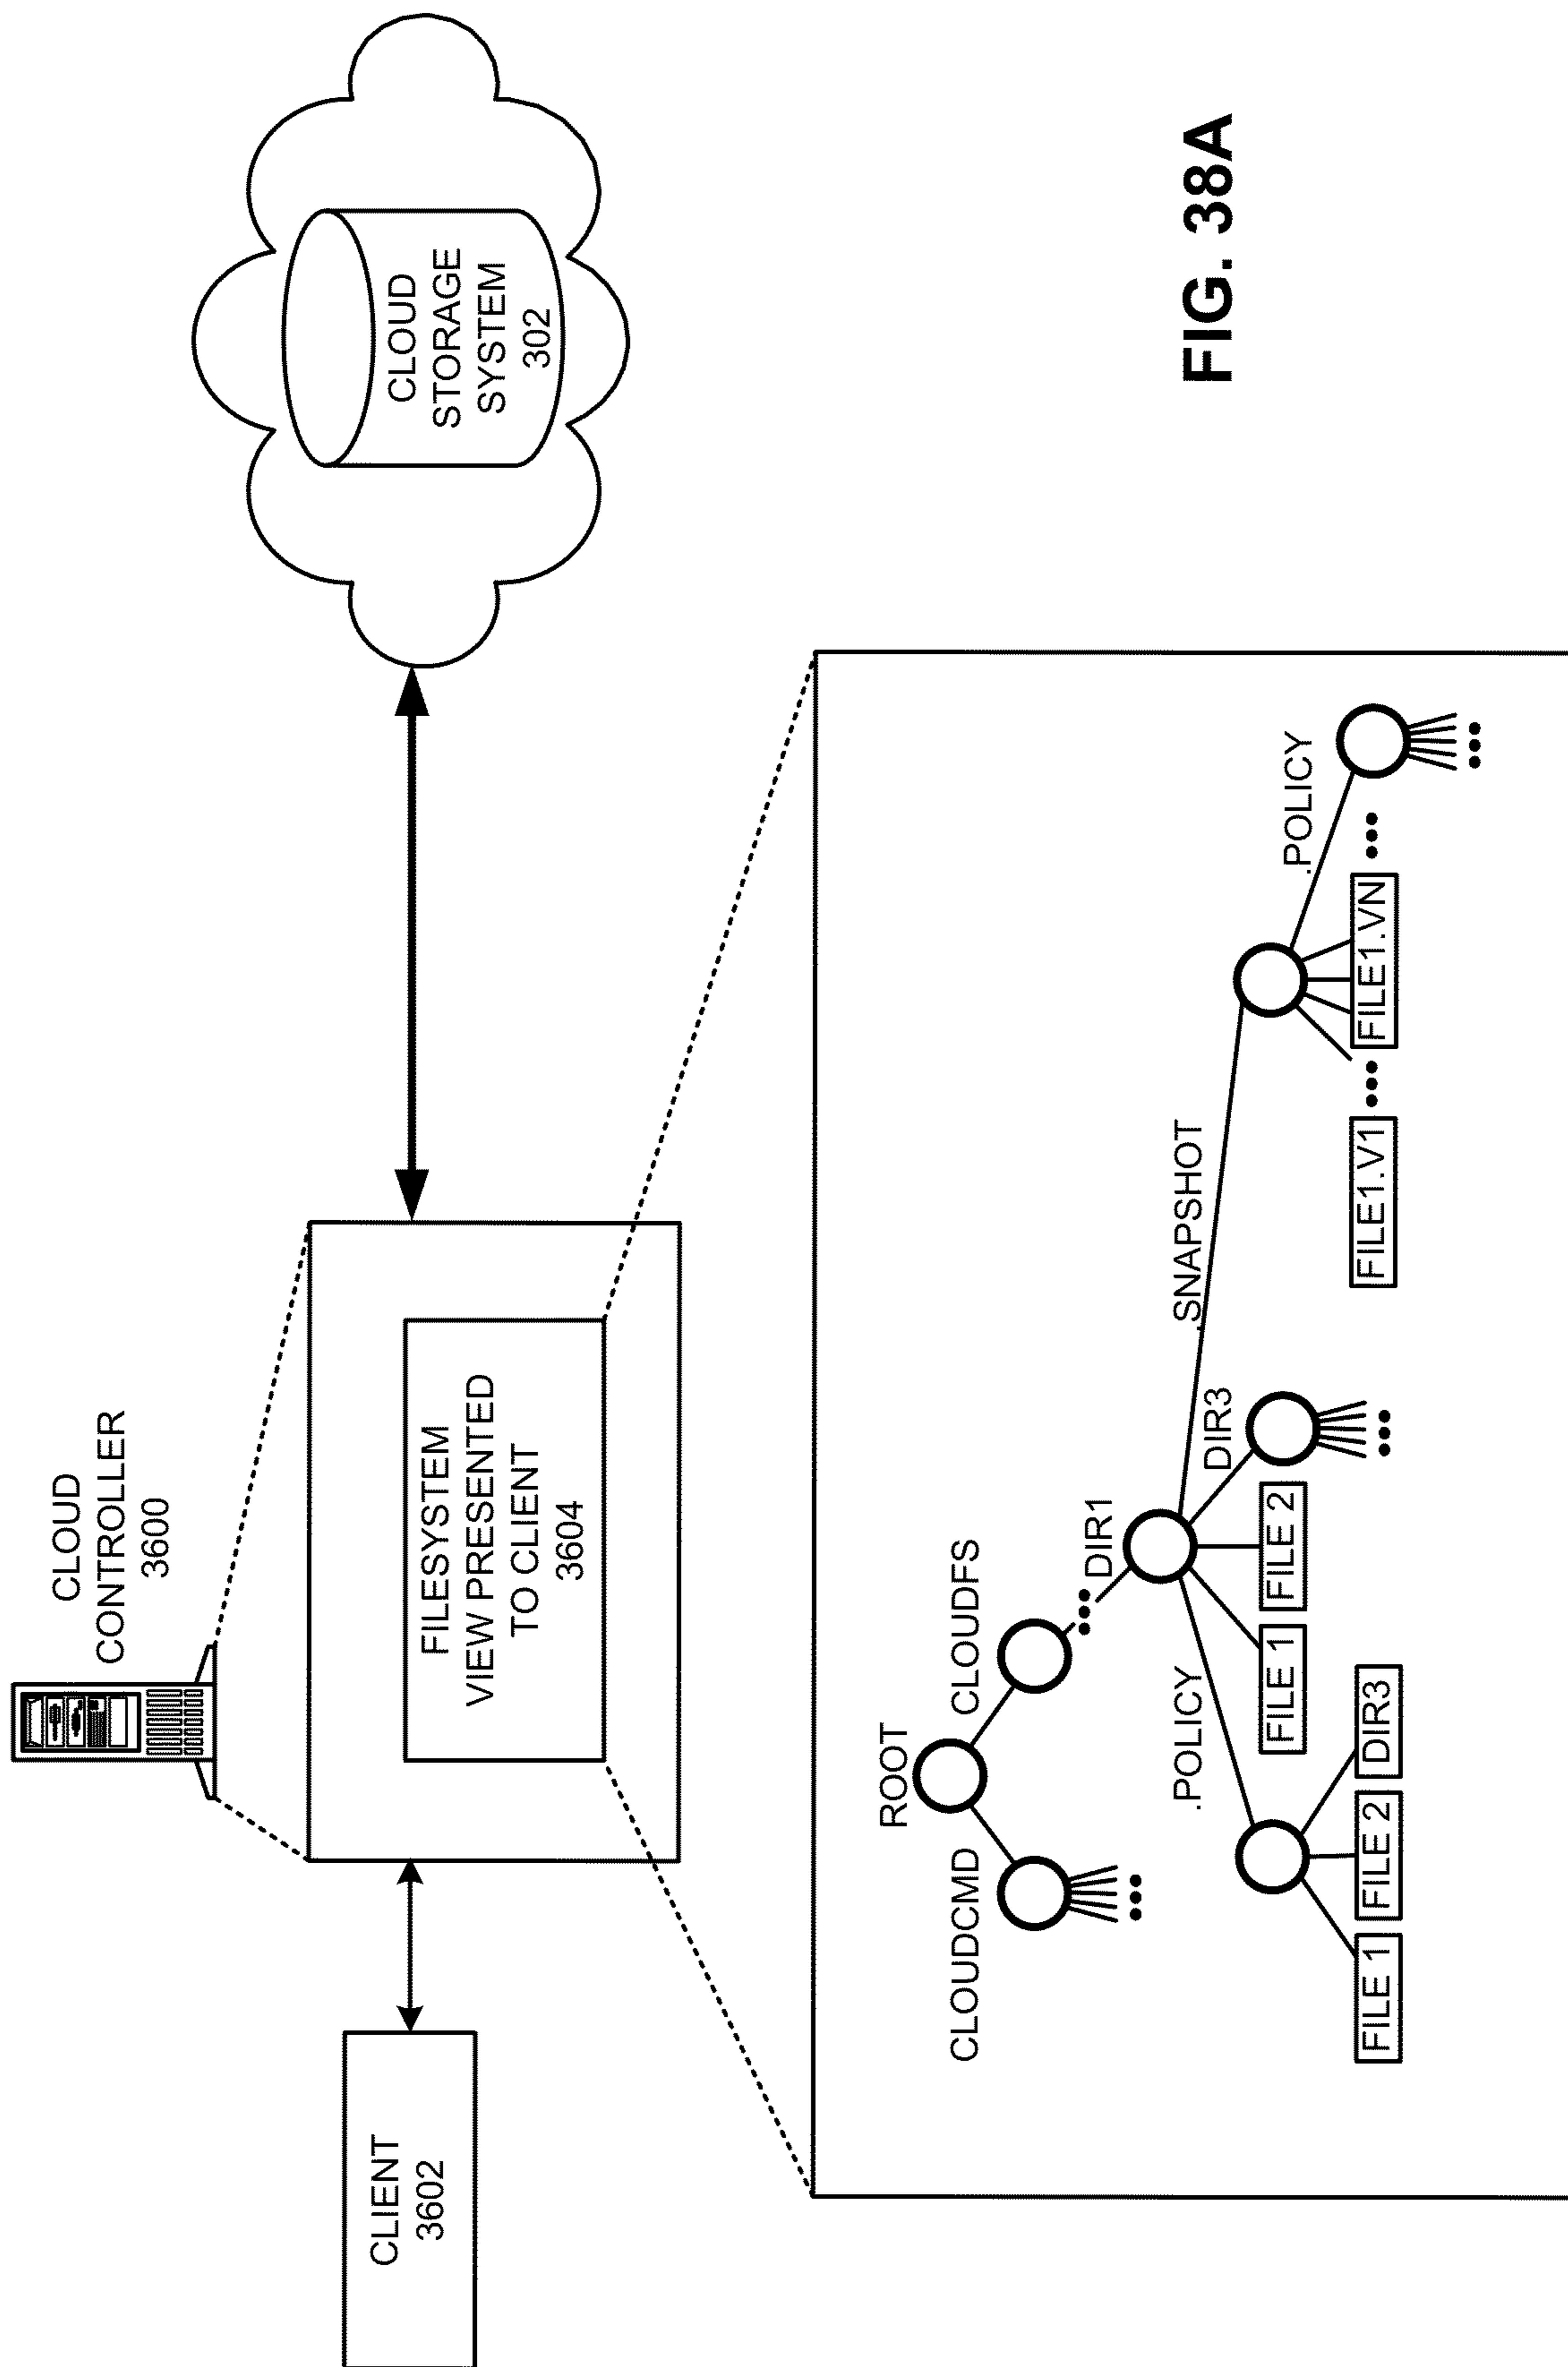 CLOUD
CONTROLLER
3600
CLIENT
3602
FILESYSTEM
VIEW PRESENTED
TO CLIENT
3604
CLOUD
STORAGE
SYSTEM
302
ROOT
CLOUDCMD
CLOUDFS
DIR1
.POLICY
.SNAPSHOT
DIR3
.POLICY
FILE 1
FILE 2
FILE 1
FILE 2
DIR3
FILE1.V1
FILE1.VN
FIG. 38A